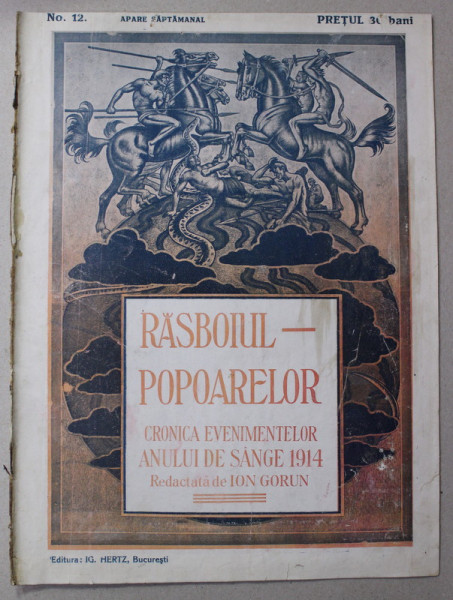 No. 12.
APARE SĂPTĂMANAL
PREȚUL 30 bani
RĂSBOIUL —
POPOARELOR
CRONICA EVENIMENTELOR
ANULUI DE SÂNGE 1914
Redactată de ION GORUN
Editura: IG. HERTZ, București